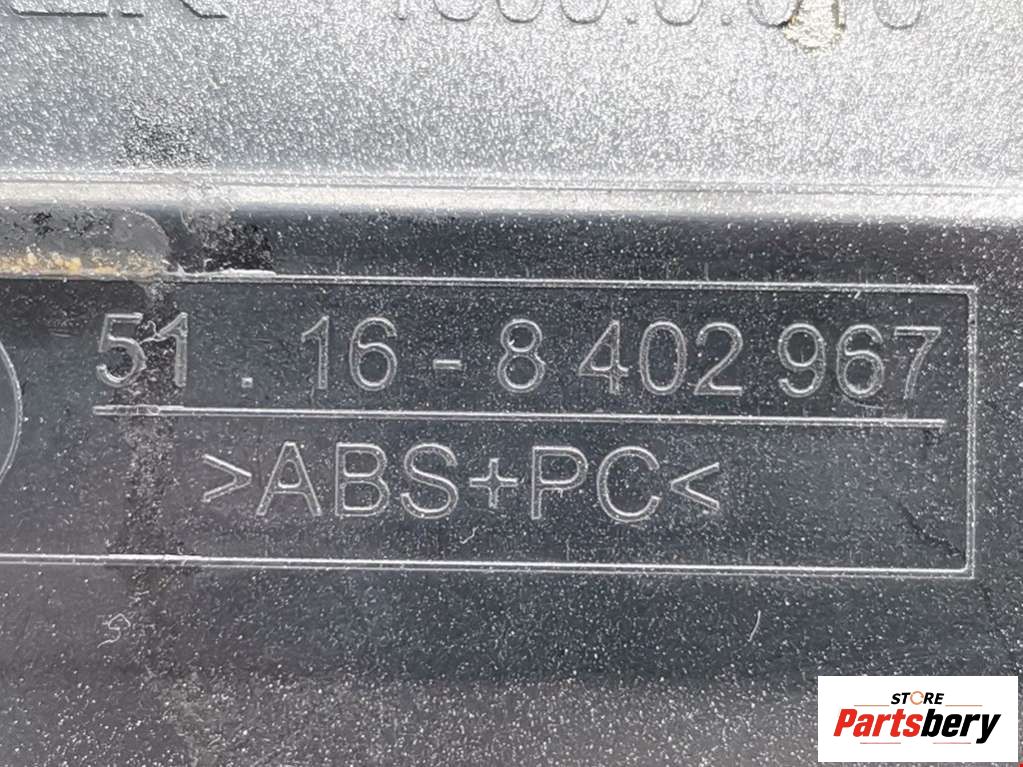 51.16-8 402 967
>ABS+PC<
STORE
Partsbery